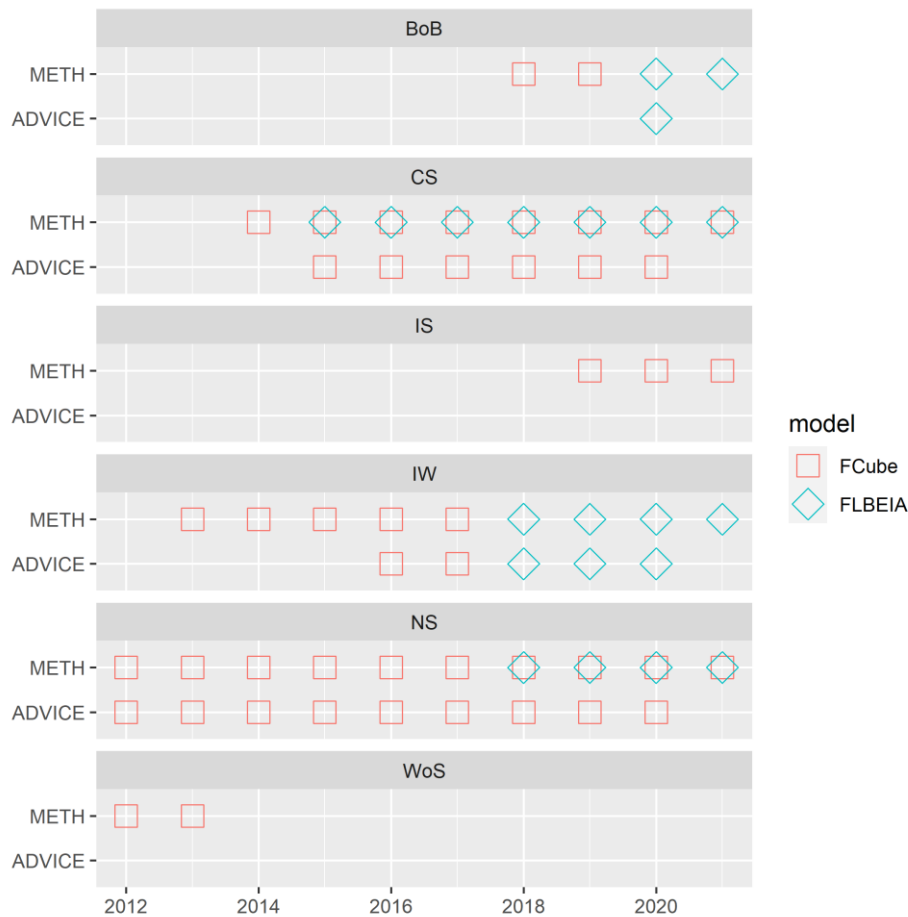 BoB
METH
ADVICE
CS
METH
ADVICE
IS
METH
ADVICE
IW
METH
ADVICE
NS
METH
ADVICE
WoS
METH
ADVICE
2012 2014 2016 2018 2020
model
FCube
FLBEIA